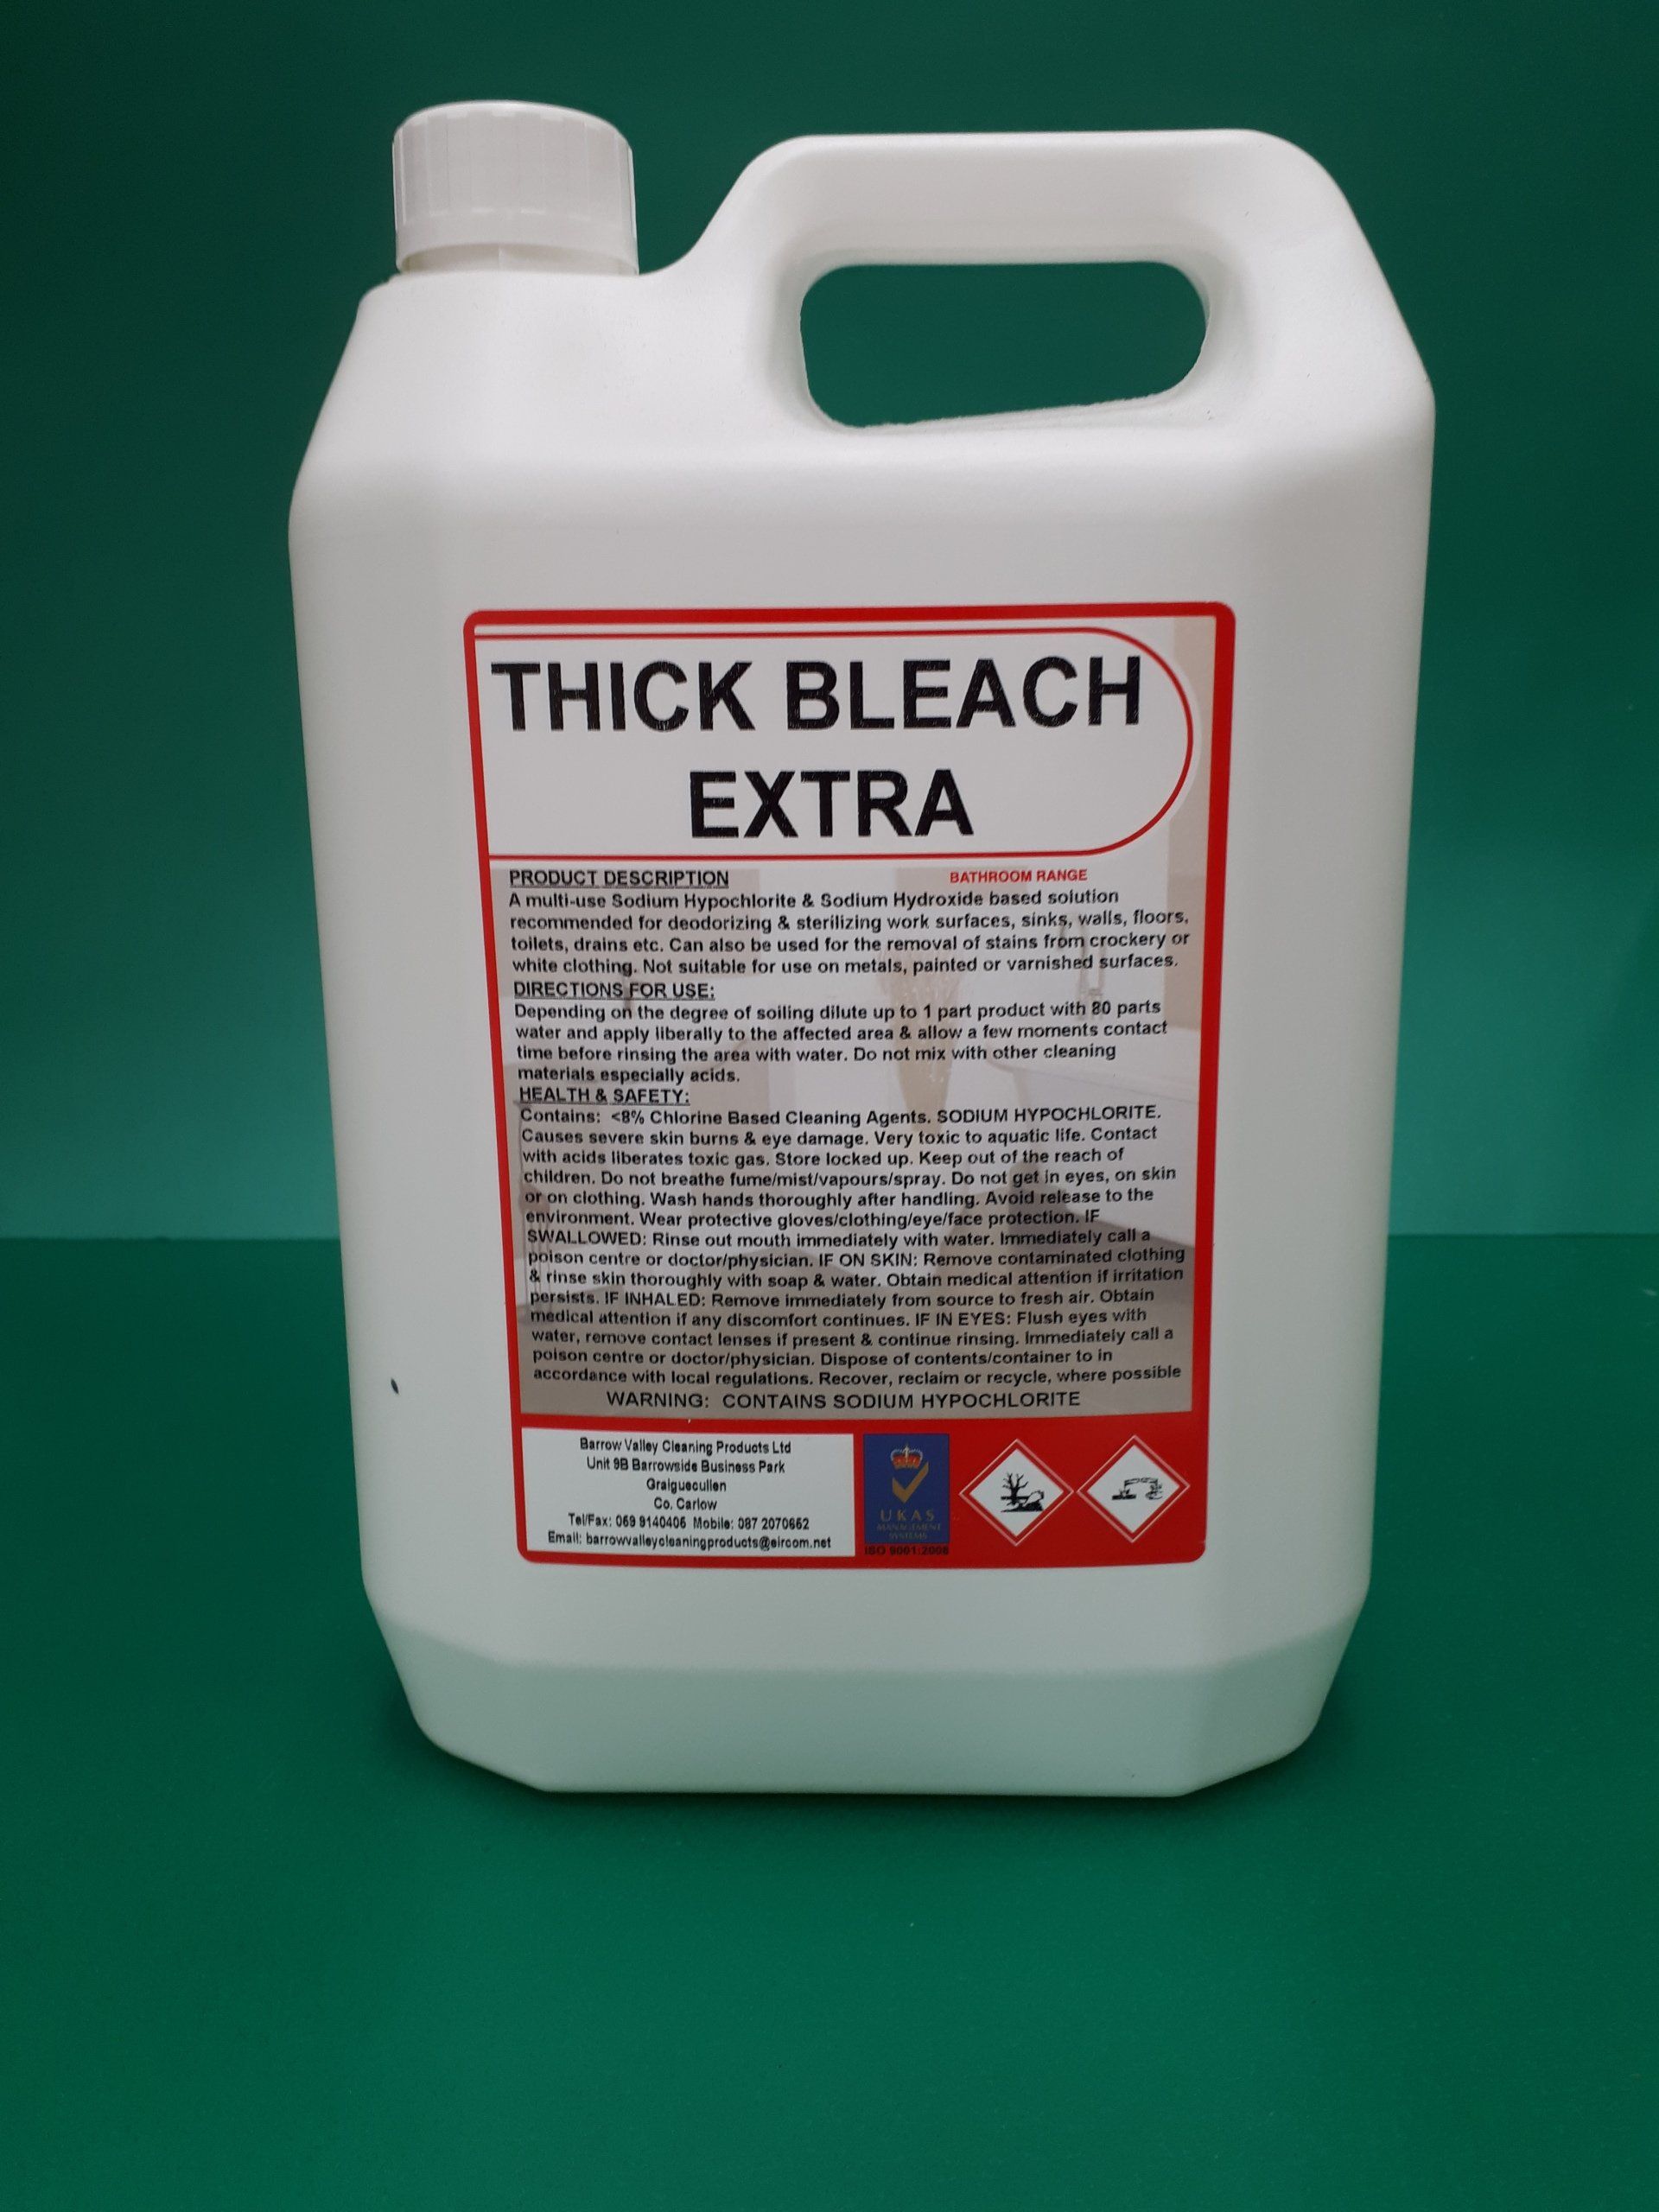 THICK BLEACH
EXTRA
PRODUCT DESCRIPTION
BATHROOM RANGE
A multi-use Sodium Hypochlorite & Sodium Hydroxide based solution
recommended for deodorizing & sterilizing work surfaces, sinks, walls, floors,
toilets, drains etc. Can also be used for the removal of stains from crockery or
white clothing. Not suitable for use on metals, painted or varnished surfaces.
DIRECTIONS FOR USE:
Depending on the degree of soiling dilute up to 1 part product with 80 parts
water and apply liberally to the affected area & allow a few moments contact
time before rinsing the area with water. Do not mix with other cleaning
materials especially acids.
HEALTH & SAFETY:
Contains: <8% Chlorine Based Cleaning Agents. SODIUM HYPOCHLORITE.
Causes severe skin burns & eye damage. Very toxic to aquatic life. Contact
with acids liberates toxic gas. Store locked up. Keep out of the reach of
children. Do not breathe fume/mist/vapours/spray. Do not get in eyes, on skin
or on clothing. Wash hands thoroughly after handling. Avoid release to the
environment. Wear protective gloves/clothing/eye/face protection. IF
SWALLOWED: Rinse out mouth immediately with water. Immediately call a
poison centre or doctor/physician. IF ON SKIN: Remove contaminated clothing
& rinse skin thoroughly with soap & water. Obtain medical attention if irritation
persists. IF INHALED: Remove immediately from source to fresh air. Obtain
medical attention if any discomfort continues. IF IN EYES: Flush eyes with
water, remove contact lenses if present & continue rinsing. Immediately call a
poison centre or doctor/physician. Dispose of contents/container to in
accordance with local regulations. Recover, reclaim or recycle, where possible
WARNING: CONTAINS SODIUM HYPOCHLORITE
Barrow Valley Cleaning Products Ltd
Unit 9B Barrowside Business Park
Graiguecullen
Co. Carlow
Tel/Fax: 059 9140406 Mobile: 087 2070652
Email: barrowvalleycleaningproducts@eircom.net
UKAS
MANAGEMENT
SYSTEMS
ISO 9001:2008